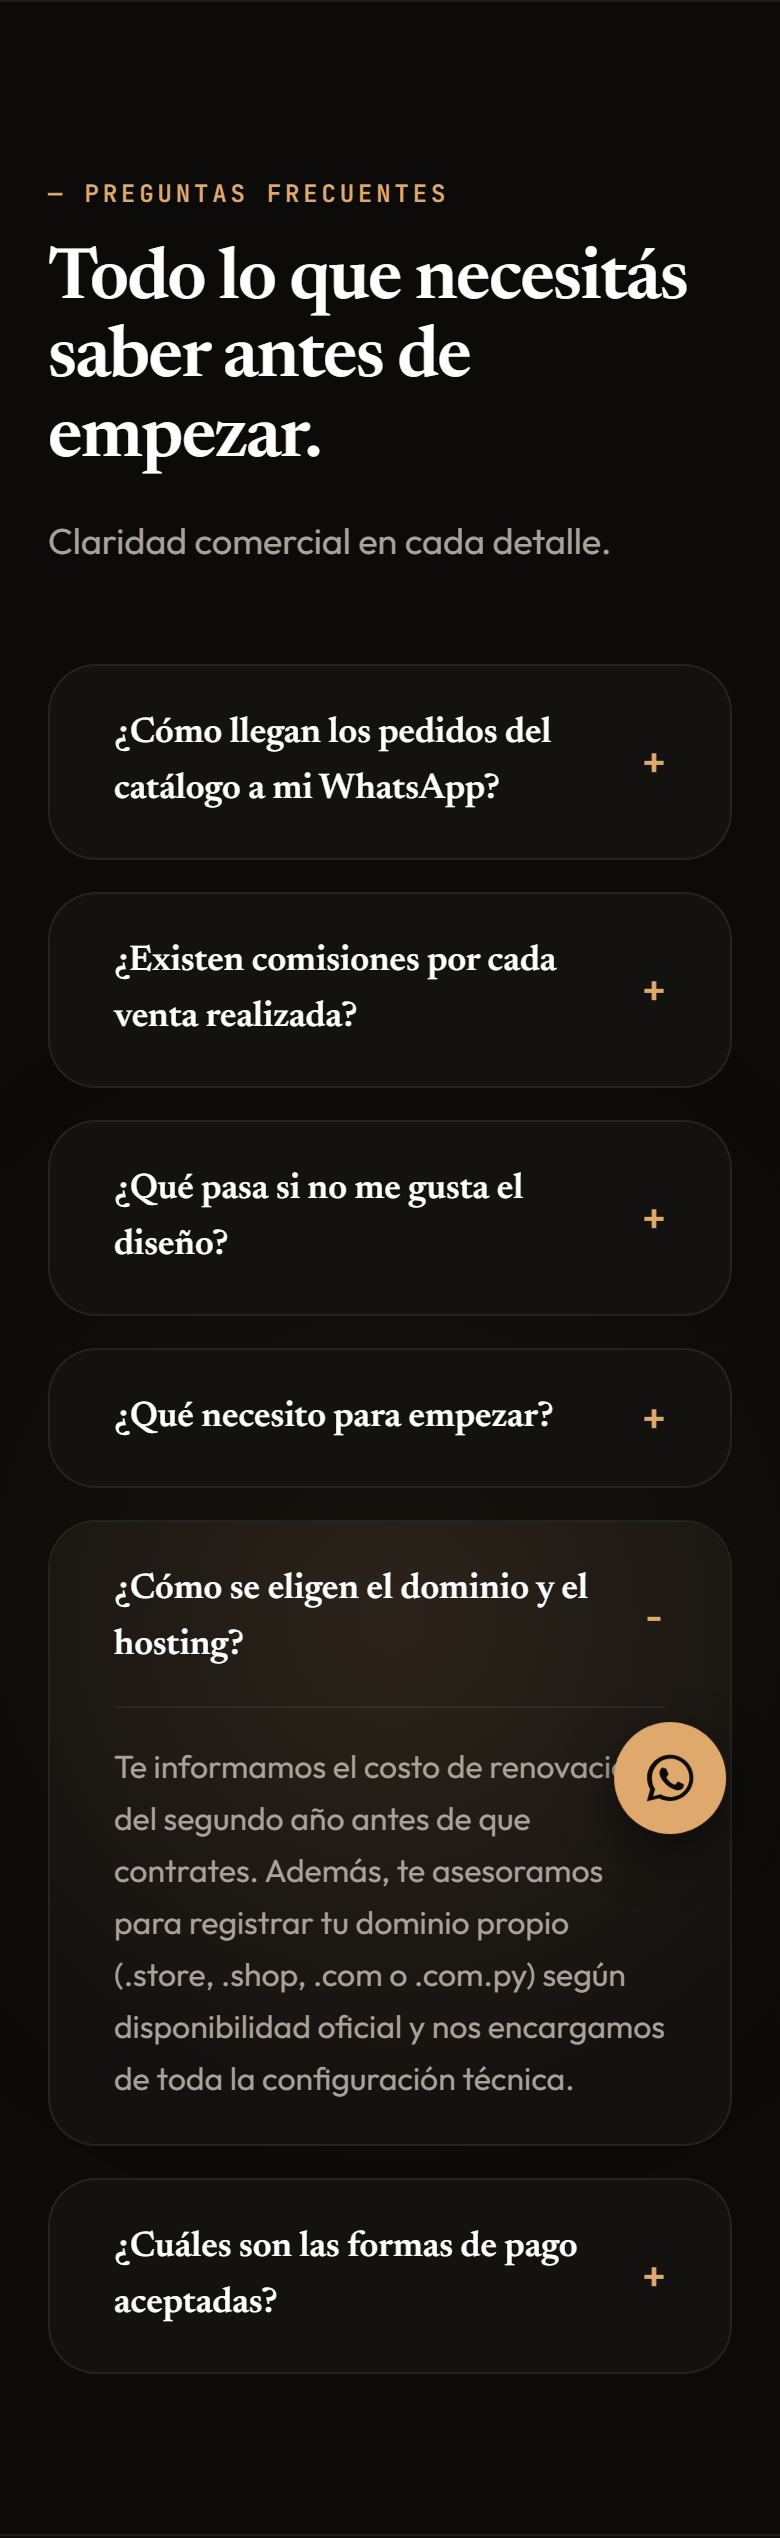 — PREGUNTAS FRECUENTES
Todo lo que necesitás
saber antes de
empezar.
Claridad comercial en cada detalle.
¿Cómo llegan los pedidos del
catálogo a mi WhatsApp?
+
¿Existen comisiones por cada
venta realizada?
+
¿Qué pasa si no me gusta el
diseño?
+
¿Qué necesito para empezar?
+
¿Cómo se eligen el dominio y el
hosting?
-
Te informamos el costo de
del segundo año antes de que
contrates. Además, te asesoramos
para registrar tu dominio propio
(.store, .shop, .com o .com.py) según
disponibilidad oficial y nos encargamos
de toda la configuración técnica.
¿Cuáles son las formas de pago
aceptadas?
+